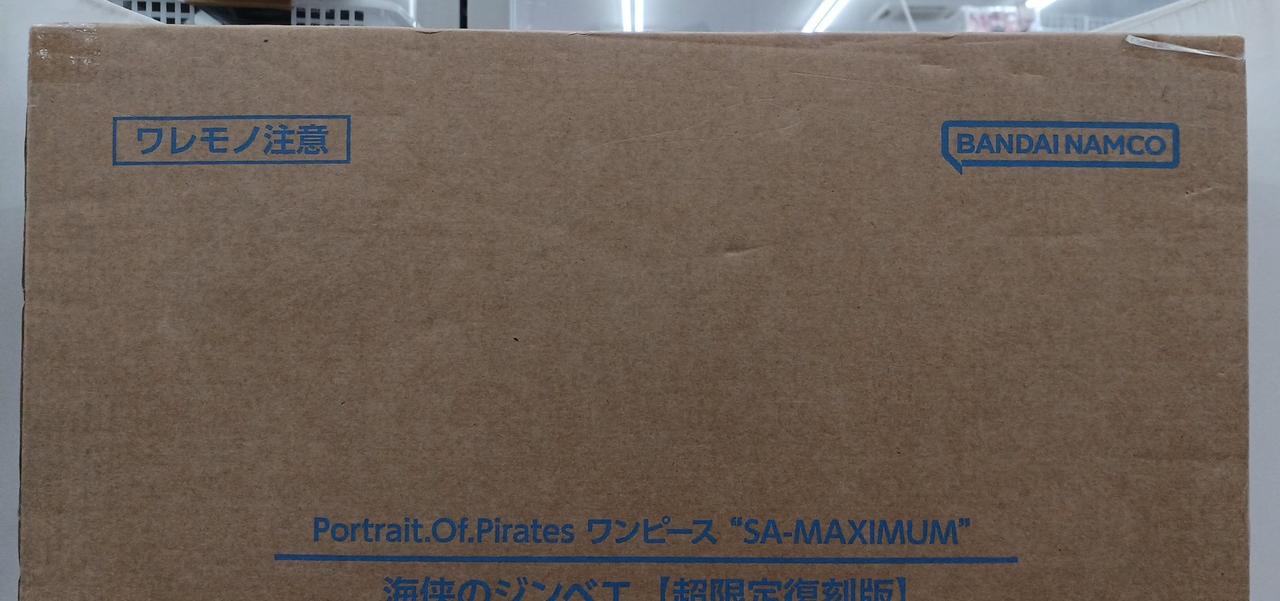 ワレモノ注意
BANDAI NAMCO
Portrait.Of.Pirates ワンピース “SA-MAXIMUM”
海侠のジンベエ【超限定復刻版】